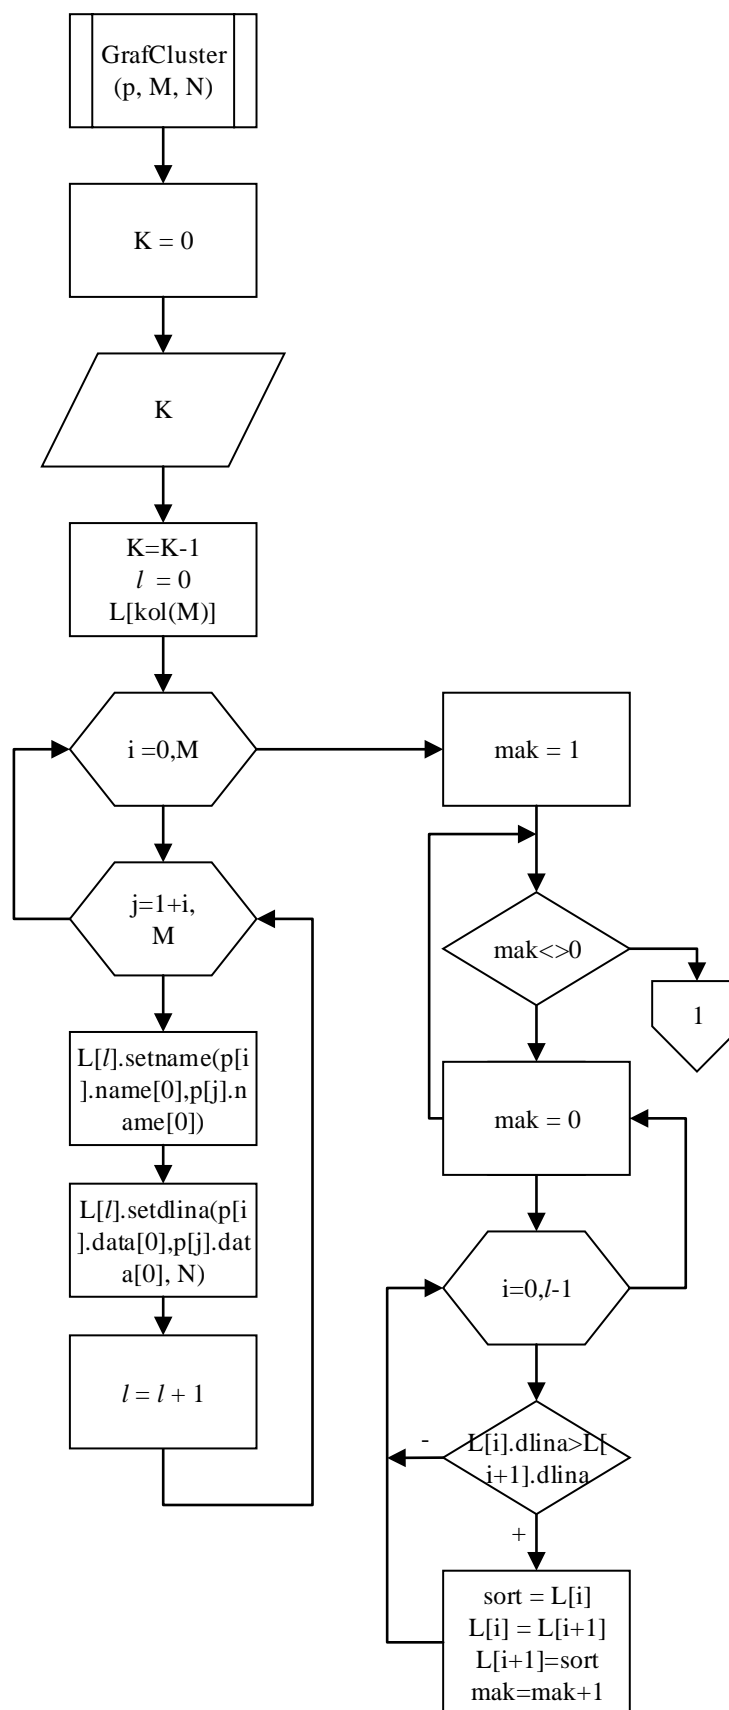 GrafCluster
(p, M, N)
K = 0
K
K=K-1
l = 0
L[kol(M)]
i =0,M
j=1+i,
M
L[l].setname(p[i
].name[0],p[j].n
ame[0])
L[l].setdlina(p[i
].data[0],p[j].dat
a[0], N)
l = l + 1
mak = 1
mak<>0
1
mak = 0
i=0,l-1
L[i].dlina>L[
i+1].dlina
-
+
sort = L[i]
L[i] = L[i+1]
L[i+1]=sort
mak=mak+1